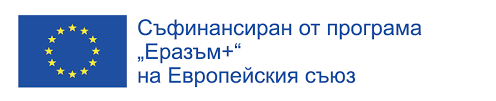 Съфинансиран от програма
„Еразъм+“
на Европейския съюз